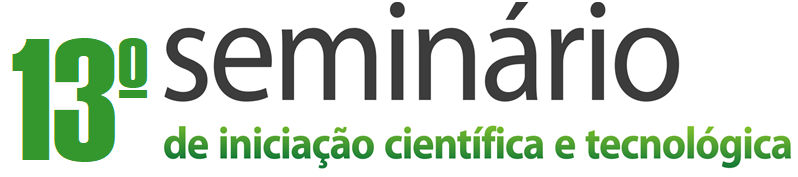 13º seminário
de iniciação científica e tecnológica